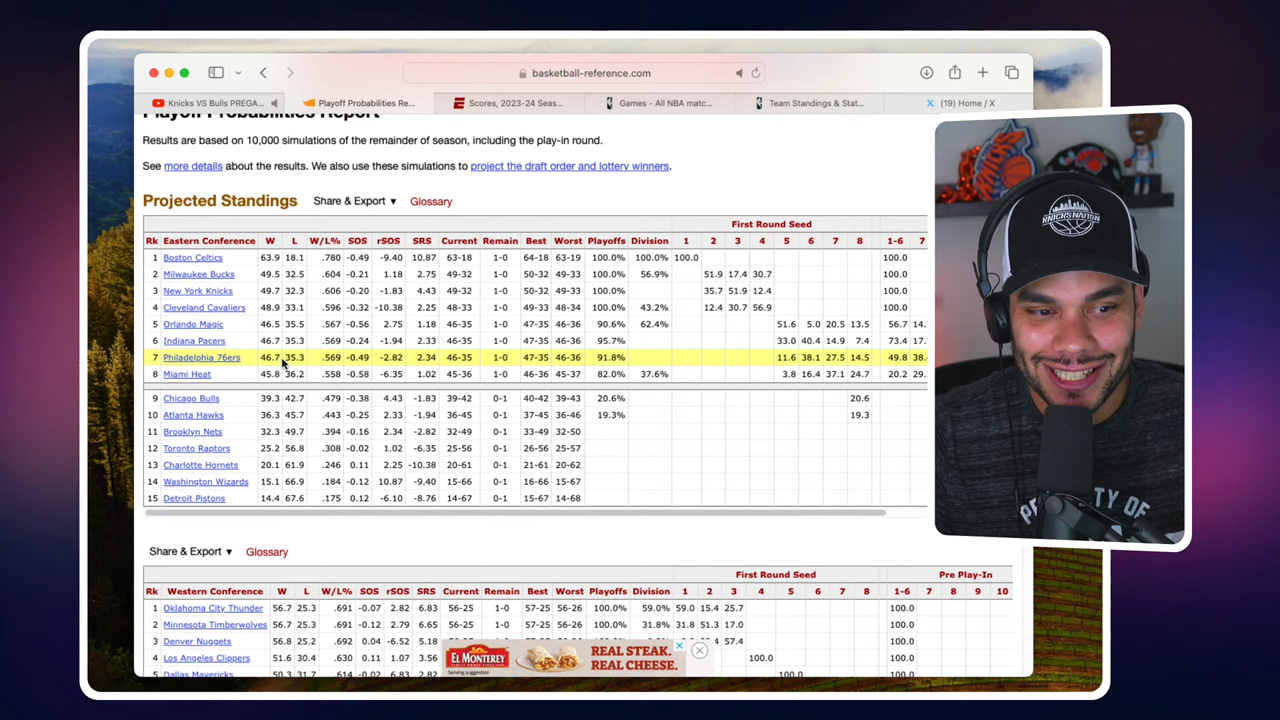 basketball-reference.com
Knicks VS Bulls PREGA...
Playoff Probabilities Re...
Scores, 2023-24 Seas...
Games - All NBA matc...
Team Standings & Stat...
(19) Home / X
Playoff Probabilities Report
Results are based on 10,000 simulations of the remainder of season, including the play-in round.
See more details about the results. We also use these simulations to project the draft order and lottery winners.
Projected Standings Share & Export ▼ Glossary
First Round Seed
Rk Eastern Conference W L W/L% SOS rSOS SRS Current Remain Best Worst Playoffs Division 1 2 3 4 5 6 7 8 1-6 7
1 Boston Celtics 63.9 18.1 .780 -0.49 -9.40 10.87 63-18 1-0 64-18 63-19 100.0% 100.0% 100.0 100.0
2 Milwaukee Bucks 49.5 32.5 .604 -0.21 1.18 2.75 49-32 1-0 50-32 49-33 100.0% 56.9% 51.9 17.4 30.7 100.0
3 New York Knicks 49.7 32.3 .606 -0.20 -1.83 4.43 49-32 1-0 50-32 49-33 100.0% 35.7 51.9 12.4 100.0
4 Cleveland Cavaliers 48.9 33.1 .596 -0.32 -10.38 2.25 48-33 1-0 49-33 48-34 100.0% 43.2% 12.4 30.7 56.9 100.0
5 Orlando Magic 46.5 35.5 .567 -0.56 2.75 1.18 46-35 1-0 47-35 46-36 90.6% 62.4% 51.6 5.0 20.5 13.5 56.7 14.
6 Indiana Pacers 46.7 35.3 .569 -0.24 -1.94 2.33 46-35 1-0 47-35 46-36 95.7% 33.0 40.4 14.9 7.4 73.4 17.
7 Philadelphia 76ers 46.7 35.3 .569 -0.49 -2.82 2.34 46-35 1-0 47-35 46-36 91.8% 11.6 38.1 27.5 14.5 49.8 38.
8 Miami Heat 45.8 36.2 .558 -0.58 -6.35 1.02 45-36 1-0 46-36 45-37 82.0% 37.6% 3.8 16.4 37.1 24.7 20.2 29.
9 Chicago Bulls 39.3 42.7 .479 -0.38 4.43 -1.83 39-42 0-1 40-42 39-43 20.6% 20.6
10 Atlanta Hawks 36.3 45.7 .443 -0.25 2.33 -1.94 36-45 0-1 37-45 36-46 19.3% 19.3
11 Brooklyn Nets 32.3 49.7 .394 -0.16 2.34 -2.82 32-49 0-1 33-49 32-50
12 Toronto Raptors 25.2 56.8 .308 -0.02 1.02 -6.35 25-56 0-1 26-56 25-57
13 Charlotte Hornets 20.1 61.9 .246 0.11 2.25 -10.38 20-61 0-1 21-61 20-62
14 Washington Wizards 15.1 66.9 .184 -0.12 10.87 -9.40 15-66 0-1 16-66 15-67
15 Detroit Pistons 14.4 67.6 .175 0.12 -6.10 -8.76 14-67 0-1 15-67 14-68
Share & Export ▼ Glossary
First Round Seed Pre Play-In
Rk Western Conference W L W/L% SOS rSOS SRS Current Remain Best Worst Playoffs Division 1 2 3 4 5 6 7 8 1-6 7 8 9 10
1 Oklahoma City Thunder 56.7 25.3 .691 -0.07 2.82 6.83 56-25 1-0 57-25 56-26 100.0% 59.0% 59.0 15.4 25.7 100.0
2 Minnesota Timberwolves 56.7 25.3 .691 -0.12 2.79 6.65 56-25 1-0 57-25 56-26 100.0% 31.8% 31.8 51.3 17.0 100.0
3 Denver Nuggets 56.8 25.2 .692 0.04 -6.52 5.18 57.4 100.0
4 Los Angeles Clippers 51.6 30.4 .630 0.11 1.07 3.56 100.0 100.0
5 Dallas Mavericks 50.3 31.7 .614 -0.02 6.83 2.82 100.0 100.0
EL MONTEREY
Serving suggestion
REAL STEAK.
REAL CHEESE.
KNICKS NATION
PROPERTY OF